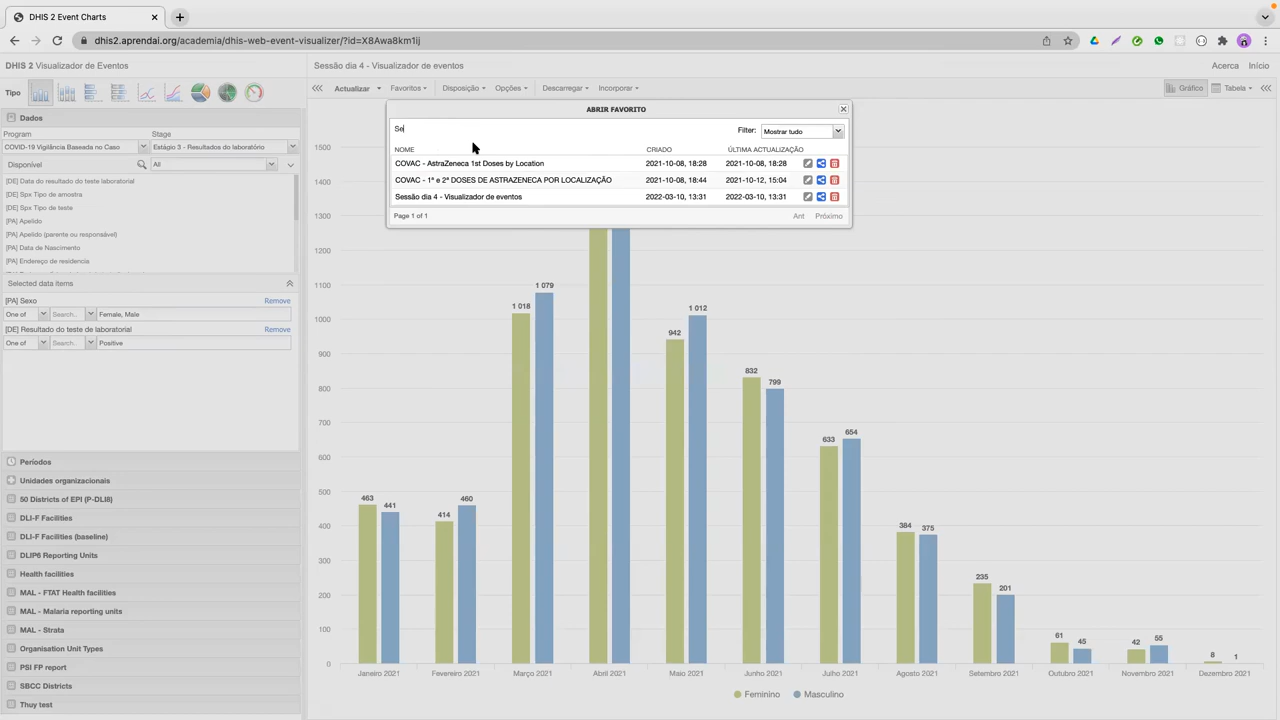 DHIS 2 Event Charts
dhis2.aprendai.org/academia/dhis-web-event-visualizer/?id=X8Awa8km1ij
DHIS 2 Visualizador de Eventos
Sessão dia 4 - Visualizador de eventos
Acerca Início
Tipo
Actualizar Favoritos Disposição Opções Descarregar Incorporar Gráfico Tabela
ABRIR FAVORITO
Se
Filter: Mostrar tudo
NOME CRIADO ÚLTIMA ACTUALIZAÇÃO
COVAC - AstraZeneca 1st Doses by Location 2021-10-08, 18:28 2021-10-08, 18:28
COVAC - 1ª e 2ª DOSES DE ASTRAZENECA POR LOCALIZAÇÃO 2021-10-08, 18:44 2021-10-12, 15:04
Sessão dia 4 - Visualizador de eventos 2022-03-10, 13:31 2022-03-10, 13:31
Page 1 of 1 Ant Próximo
Dados
Program Stage
COVID-19 Vigilância Baseada no Caso Estágio 3 - Resultados do laboratório
Disponível All
[DE] Data do resultado do teste laboratorial
[DE] Spx Tipo de amostra
[DE] Spx Tipo de teste
[PA] Apelido
[PA] Apelido (parente ou responsável)
[PA] Data de Nascimento
[PA] Endereço de residencia
Selected data items
[PA] Sexo Remove
One of Search.. Female, Male
[DE] Resultado do teste de laboratorial Remove
One of Search.. Positive
Períodos
Unidades organizacionais
50 Districts of EPI (P-DLI8)
DLI-F Facilities
DLI-F Facilities (baseline)
DLIP6 Reporting Units
Health facilities
MAL - FTAT Health facilities
MAL - Malaria reporting units
MAL - Strata
Organisation Unit Types
PSI FP report
SBCC Districts
Thuy test
1500
1400
1300
1200
1100
1000
900
800
700
600
500
400
300
200
100
0
463 441
414 460
1 018 1 079
942 1 012
832 799
633 654
384 375
235 201
61 45
42 55
8 1
Janeiro 2021 Fevereiro 2021 Março 2021 Abril 2021 Maio 2021 Junho 2021 Julho 2021 Agosto 2021 Setembro 2021 Outubro 2021 Novembro 2021 Dezembro 2021
Feminino Masculino